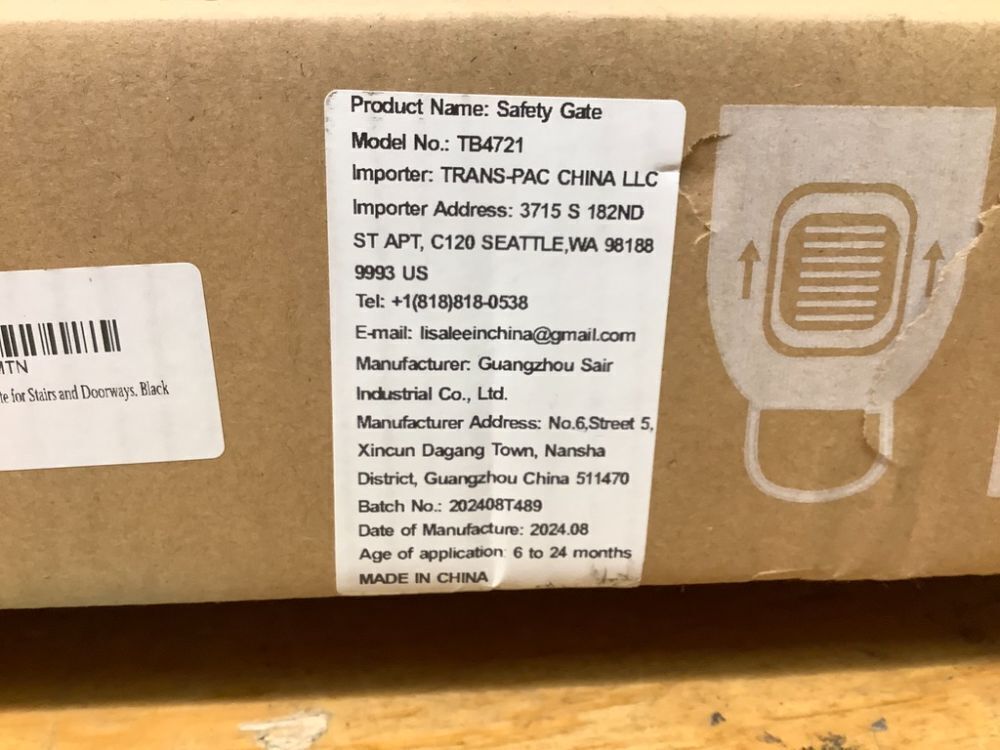 Product Name: Safety Gate
Model No.: TB4721
Importer: TRANS-PAC CHINA LLC
Importer Address: 3715 S 182ND
ST APT, C120 SEATTLE,WA 98188
9993 US
Tel: +1(818)818-0538
E-mail: lisaleeinchina@gmail.com
Manufacturer: Guangzhou Sair
Industrial Co., Ltd.
Manufacturer Address: No.6,Street 5,
Xincun Dagang Town, Nansha
District, Guangzhou China 511470
Batch No.: 202408T489
Date of Manufacture: 2024.08
Age of application: 6 to 24 months
MADE IN CHINA
for Stairs and Doorways. Black